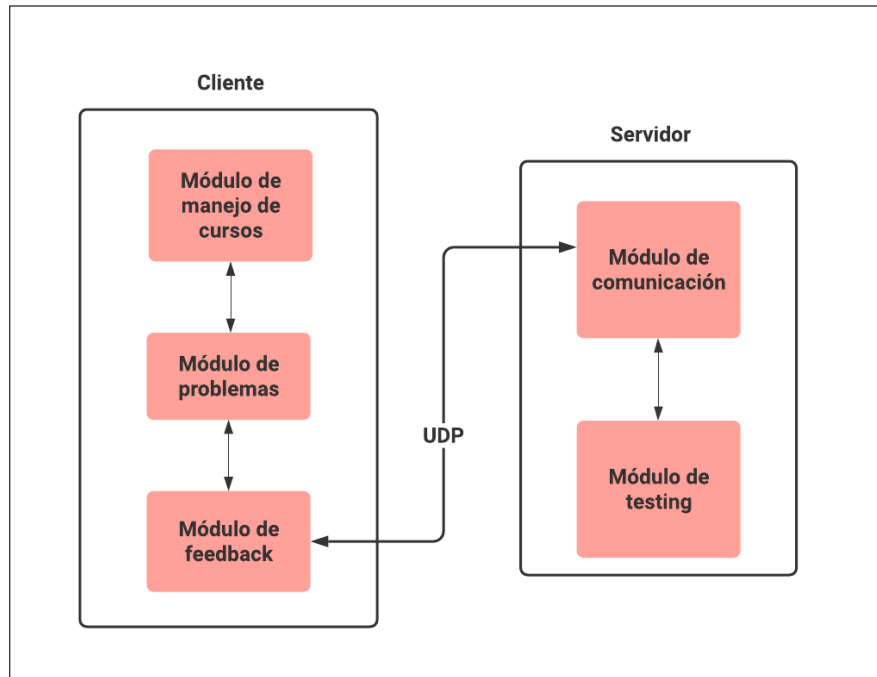 Cliente
Módulo de
manejo de
cursos
Módulo de
problemas
Módulo de
feedback
UDP
Servidor
Módulo de
comunicación
Módulo de
testing